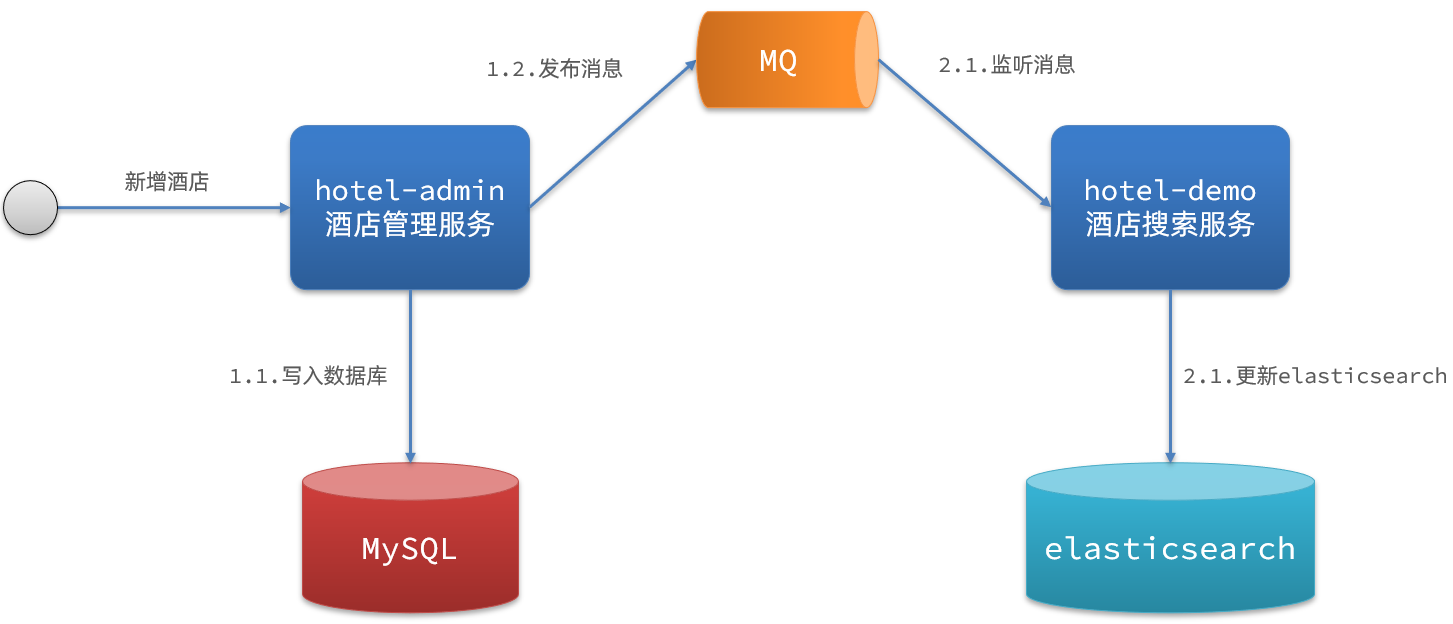 MQ
1.2.发布消息
2.1.监听消息
新增酒店
hotel-admin
酒店管理服务
hotel-demo
酒店搜索服务
1.1.写入数据库
2.1.更新elasticsearch
MySQL
elasticsearch